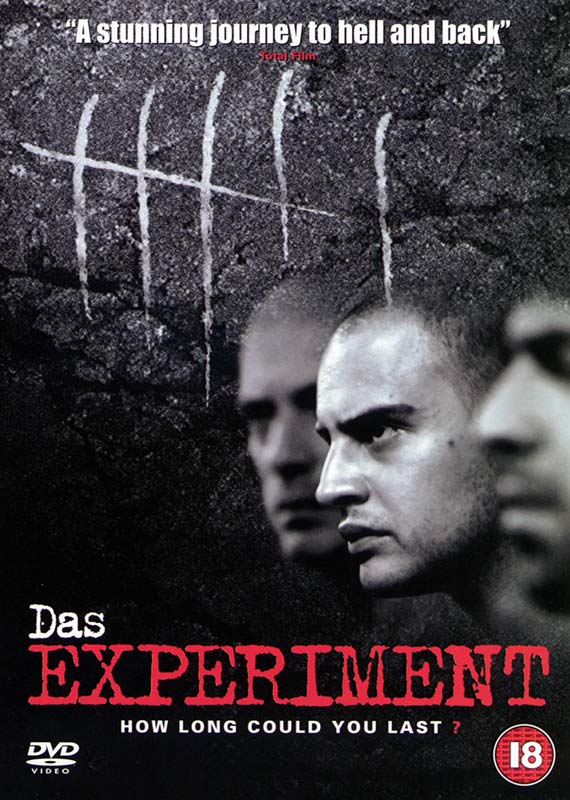 “A stunning journey to hell and back”
Total Film
Das
EXPERIMENT
HOW LONG COULD YOU LAST ?
DVD
VIDEO
18